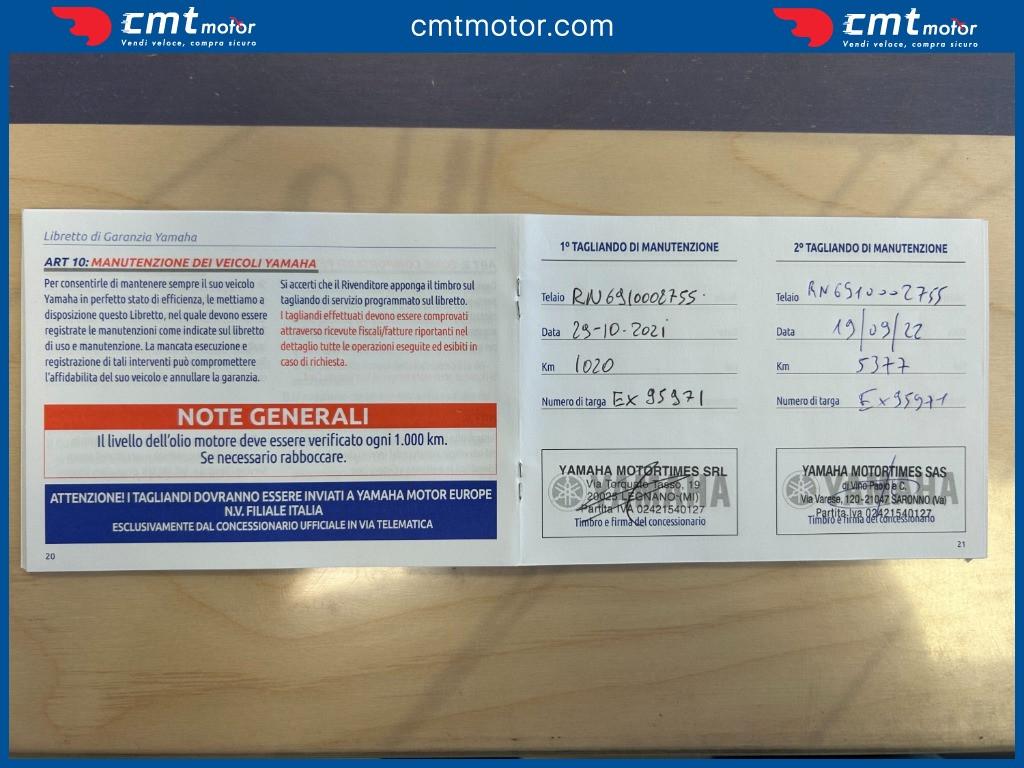 cmt motor
Vendi veloce, compra sicuro
cmtmotor.com
cmt motor
Vendi veloce, compra sicuro
Libretto di Garanzia Yamaha
ART 10: MANUTENZIONE DEI VEICOLI YAMAHA
Per consentirle di mantenere sempre il suo veicolo
Yamaha in perfetto stato di efficienza, le mettiamo a
disposizione questo Libretto, nel quale devono essere
registrate le manutenzioni come indicate sul libretto
di uso e manutenzione. La mancata esecuzione e
registrazione di tali interventi può compromettere
l'affidabilita del suo veicolo e annullare la garanzia.
Si accerti che il Rivenditore apponga il timbro sul
tagliando di servizio programmato sul libretto.
I tagliandi effettuati devono essere comprovati
attraverso ricevute fiscali/fatture riportanti nel
dettaglio tutte le operazioni eseguite ed esibiti in
caso di richiesta.
NOTE GENERALI
Il livello dell'olio motore deve essere verificato ogni 1.000 km.
Se necessario rabboccare.
ATTENZIONE! I TAGLIANDI DOVRANNO ESSERE INVIATI A YAMAHA MOTOR EUROPE
N.V. FILIALE ITALIA
ESCLUSIVAMENTE DAL CONCESSIONARIO UFFICIALE IN VIA TELEMATICA
20
1º TAGLIANDO DI MANUTENZIONE
Telaio RN6910002755
Data 29-10-2021
Km 1020
Numero di targa EX95971
YAMAHA MOTORTIMES SRL
Via Torquato Tasso, 19
20025 LEGNANO (MI)
Partita IVA 02421540127
Timbro e firma del concessionario
YAMAHA
2º TAGLIANDO DI MANUTENZIONE
Telaio RN6910002755
Data 19/09/22
Km 5377
Numero di targa EX95971
YAMAHA MOTORTIMES SAS
di Vino Paolo e C.
Via Varese, 120 - 21047 SARONNO (Va)
Partita Iva 02421540127
Timbro e firma del concessionario
YAMAHA
21